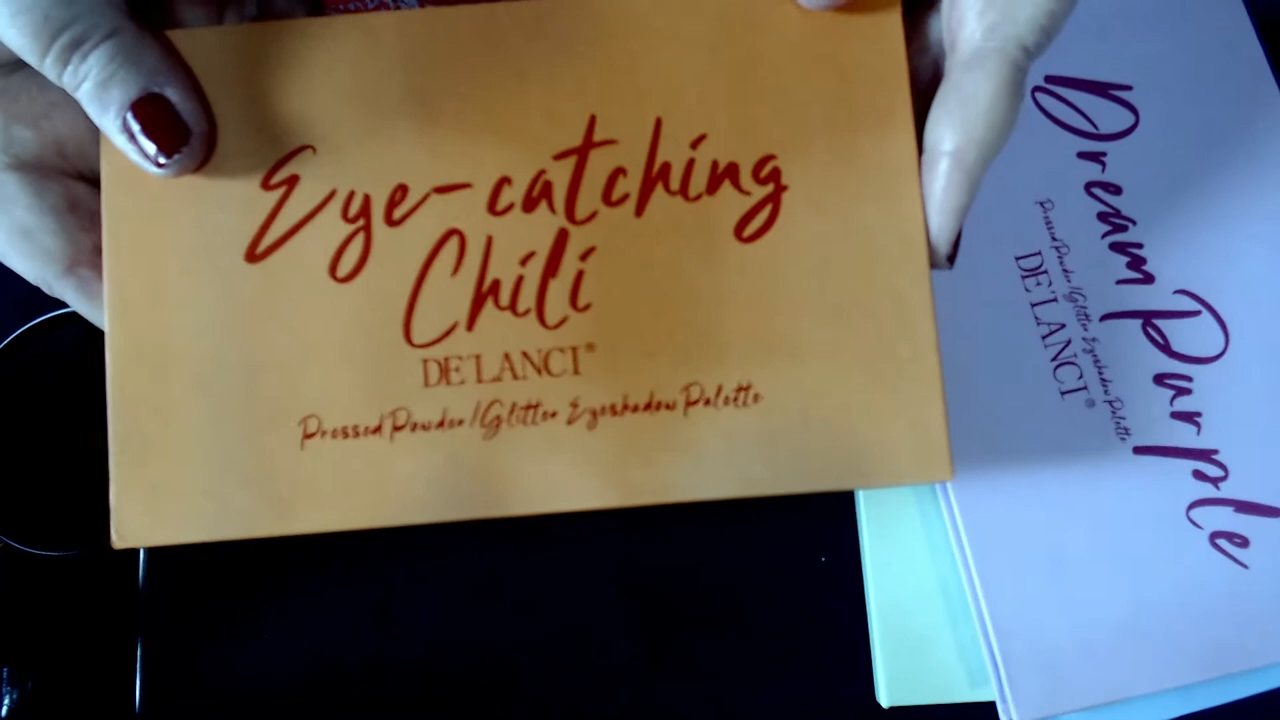 Eye-catching
Chili
DE'LANCI®
Pressed Powder/Glitter Eyeshadow Palette
Dream Purple
Pressed Powder/Glitter Eyeshadow Palette
DE'LANCI®